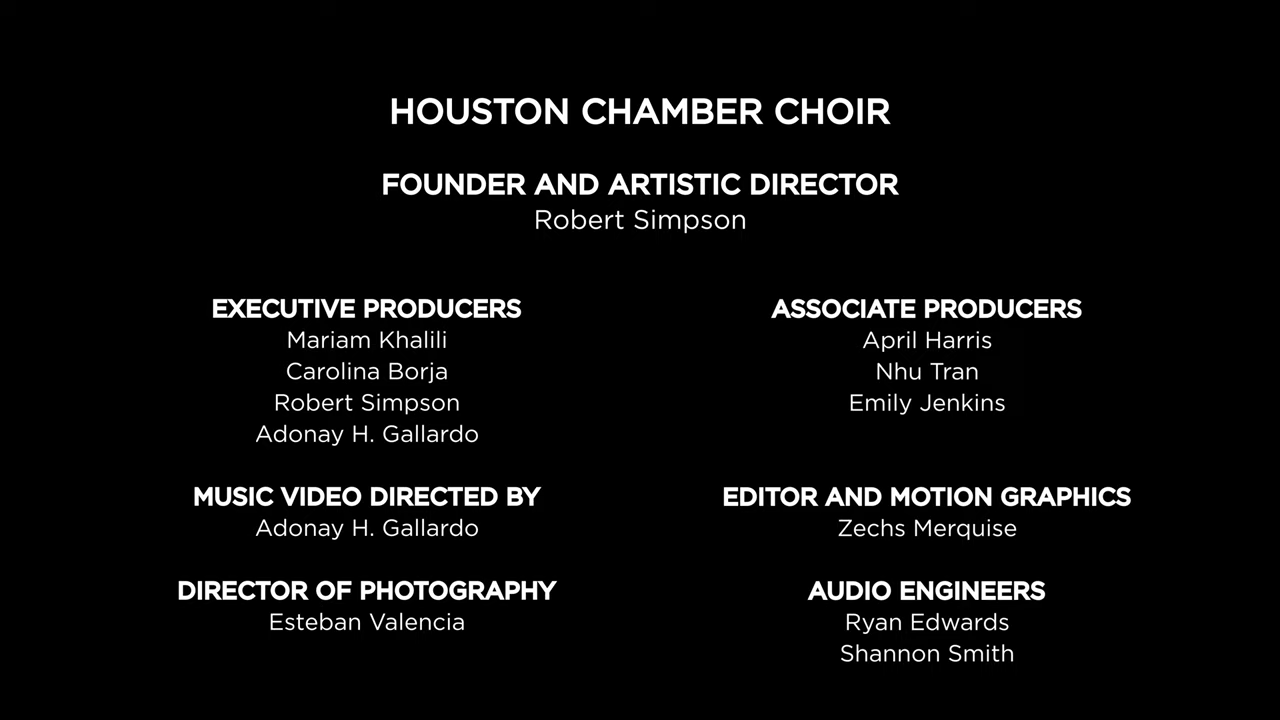 HOUSTON CHAMBER CHOIR
FOUNDER AND ARTISTIC DIRECTOR
Robert Simpson
EXECUTIVE PRODUCERS
Mariam Khalili
Carolina Borja
Robert Simpson
Adonay H. Gallardo
ASSOCIATE PRODUCERS
April Harris
Nhu Tran
Emily Jenkins
MUSIC VIDEO DIRECTED BY
Adonay H. Gallardo
EDITOR AND MOTION GRAPHICS
Zechs Merquise
DIRECTOR OF PHOTOGRAPHY
Esteban Valencia
AUDIO ENGINEERS
Ryan Edwards
Shannon Smith